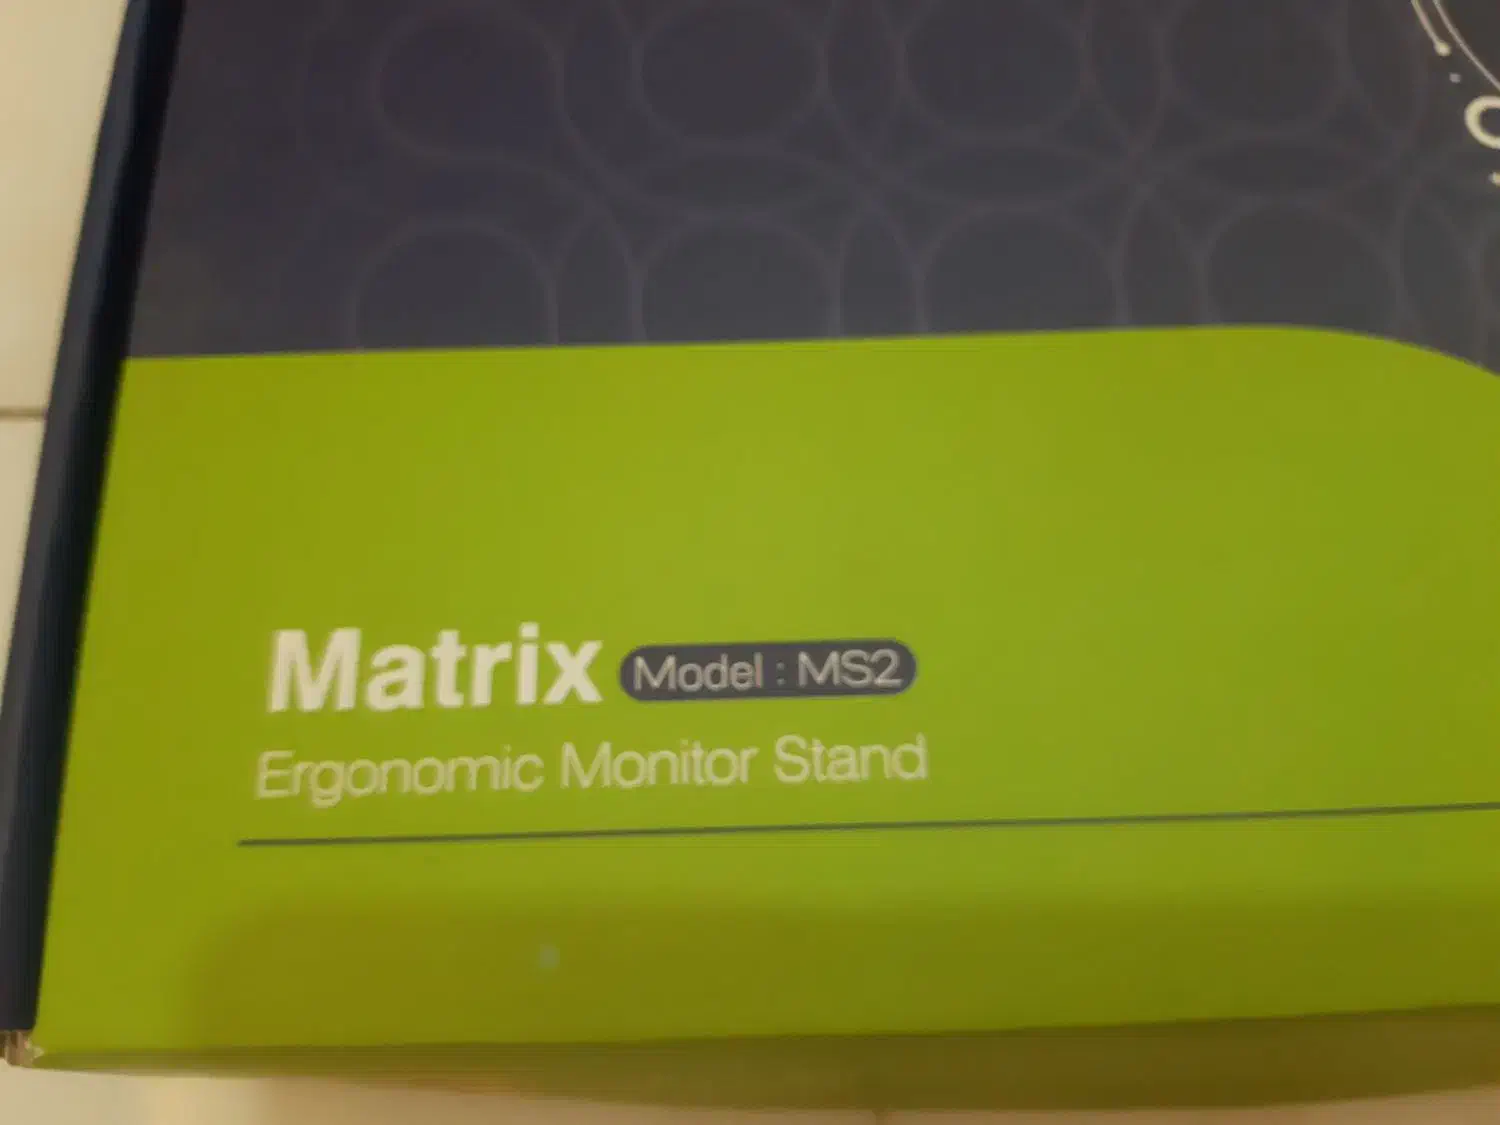 Matrix Model : MS2
Ergonomic Monitor Stand